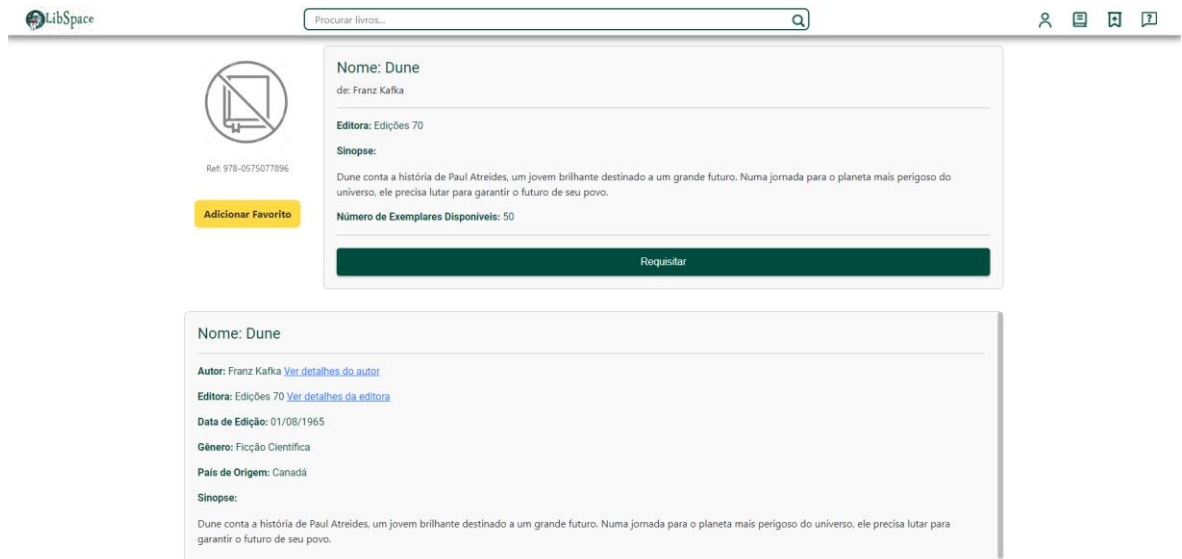 LibSpace
Procurar livros...
Nome: Dune
de: Franz Kafka
Editora: Edições 70
Sinopse:
Dune conta a história de Paul Atreides, um jovem brilhante destinado a um grande futuro. Numa jornada para o planeta mais perigoso do
universo, ele precisa lutar para garantir o futuro de seu povo.
Número de Exemplares Disponíveis: 50
Requisitar
Ref: 978-0575077896
Adicionar Favorito
Nome: Dune
Autor: Franz Kafka Ver detalhes do autor
Editora: Edições 70 Ver detalhes da editora
Data de Edição: 01/08/1965
Gênero: Ficção Científica
País de Origem: Canadá
Sinopse:
Dune conta a história de Paul Atreides, um jovem brilhante destinado a um grande futuro. Numa jornada para o planeta mais perigoso do universo, ele precisa lutar para
garantir o futuro de seu povo.